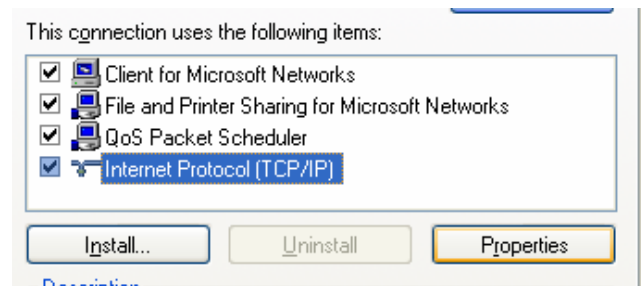 This connection uses the following items:
Client for Microsoft Networks
File and Printer Sharing for Microsoft Networks
QoS Packet Scheduler
Internet Protocol (TCP/IP)
Install... Uninstall Properties
Description